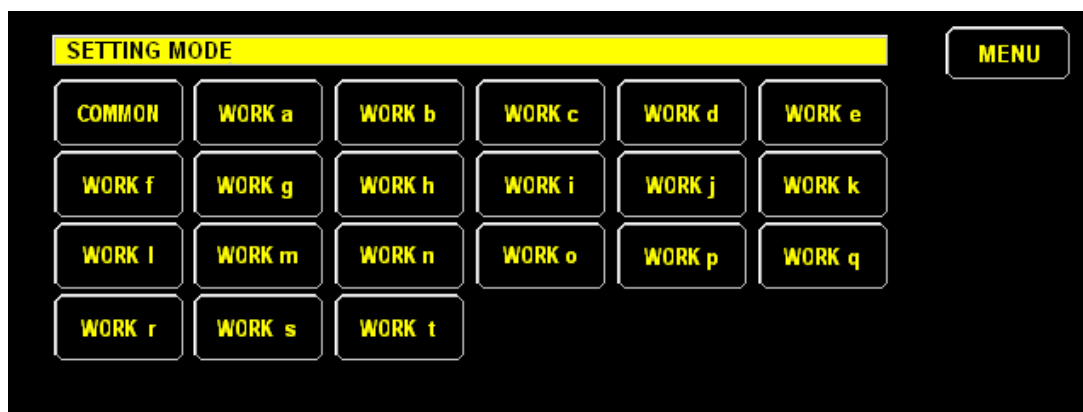 SETTING MODE
MENU
COMMON
WORK a
WORK b
WORK c
WORK d
WORK e
WORK f
WORK g
WORK h
WORK i
WORK j
WORK k
WORK l
WORK m
WORK n
WORK o
WORK p
WORK q
WORK r
WORK s
WORK t